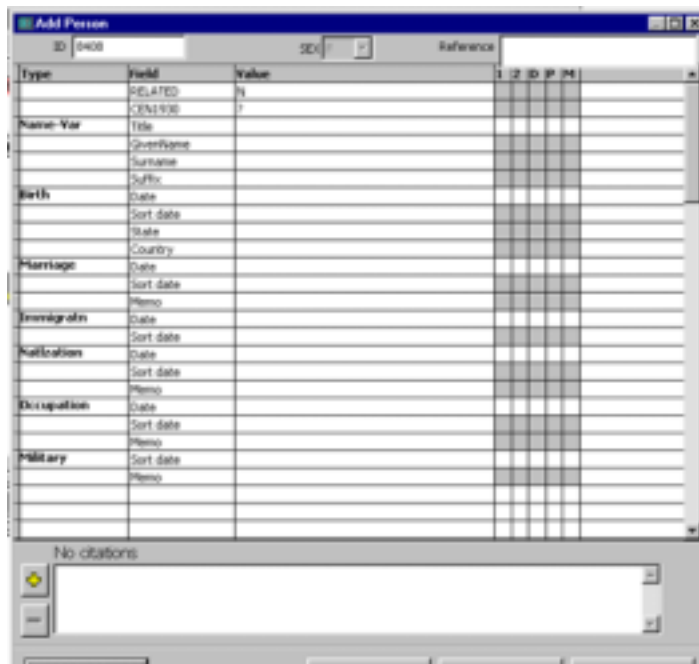 Add Person
ID 0408 SEX Reference
Type Field Value 1 2 D P M
RELATED N
CEN1930 ?
Name-Var Title
GivenName
Surname
Suffix
Birth Date
Sort date
State
Country
Marriage Date
Sort date
Memo
Immigratn Date
Sort date
Natlzation Date
Sort date
Memo
Occupation Date
Sort date
Memo
Military Sort date
Memo
No citations